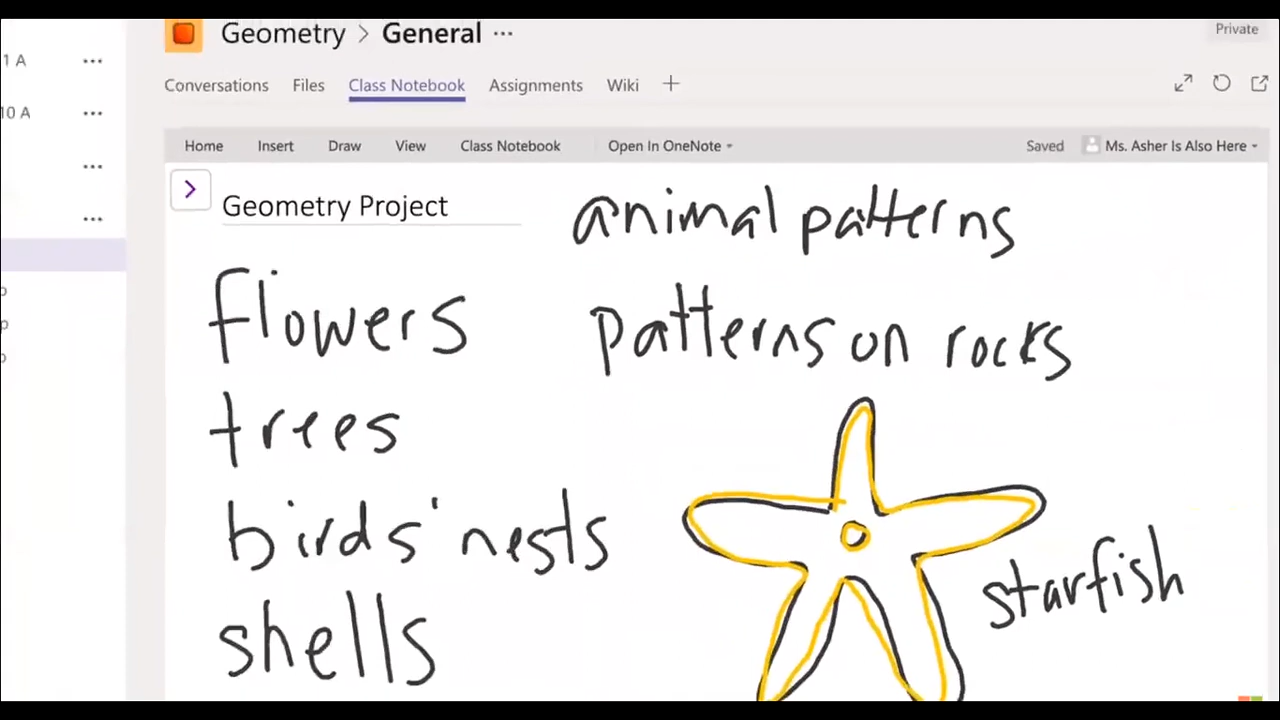 Geometry > General ...
Private
1 A
10 A
Conversations Files Class Notebook Assignments Wiki +
Home Insert Draw View Class Notebook Open In OneNote Saved Ms. Asher Is Also Here
Geometry Project
animal patterns
flowers
patterns on rocks
trees
birds' nests
starfish
shells